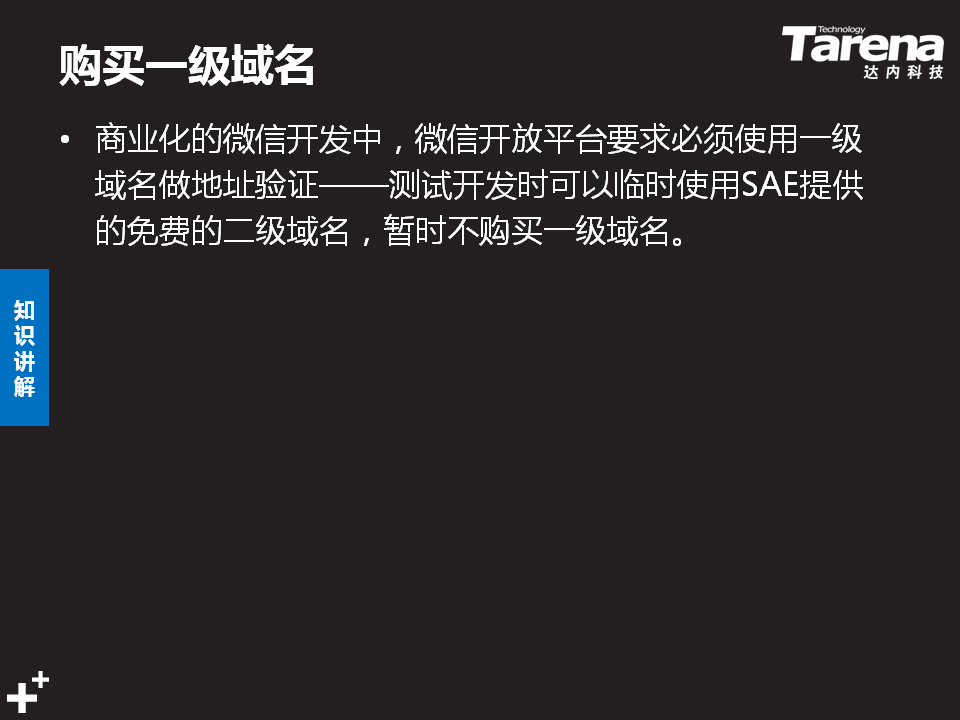 购买一级域名
Technology
Tarena
达内科技
• 商业化的微信开发中，微信开放平台要求必须使用一级
域名做地址验证——测试开发时可以临时使用SAE提供
的免费的二级域名，暂时不购买一级域名。
知识讲解